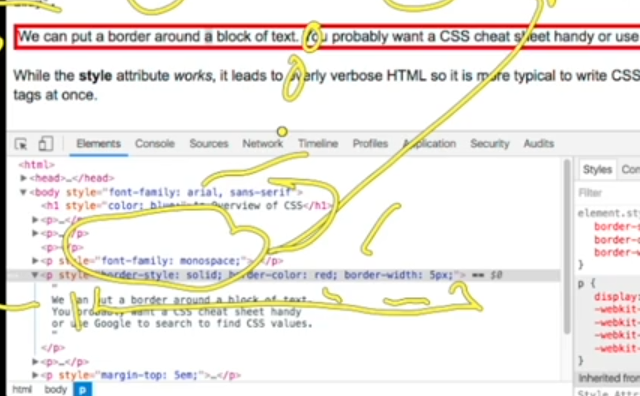 We can put a border around a block of text. You probably want a CSS cheat sheet handy or use
While the style attribute works, it leads to overly verbose HTML so it is more typical to write CSS
tags at once.
Elements Console Sources Network Timeline Profiles Application Security Audits
<html>
▶<head>…</head>
▼<body style="font-family: arial, sans-serif">
<h1 style="color: blue;"> Overview of CSS</h1>
▶<p>…</p>
▶<p>…</p>
<p></p>
▶<p style="font-family: monospace;"> </p>
▼<p style="border-style: solid; border-color: red; border-width: 5px;"> == $0
"
We can put a border around a block of text.
You probably want a CSS cheat sheet handy
or use Google to search to find CSS values.
"
</p>
▶<p>…</p>
▶<p style="margin-top: 5em;">…</p>
html body p
Styles Com
Filter
element.sty
border-s
border-c
border-w
}
p {
display:
-webkit-
-webkit-
-webkit-
-webkit-
}
Inherited from